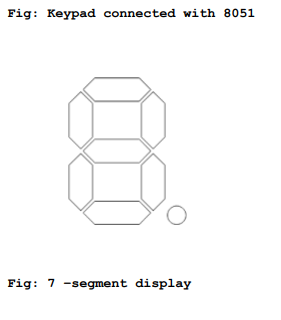 Fig: Keypad connected with 8051
Fig: 7 -segment display